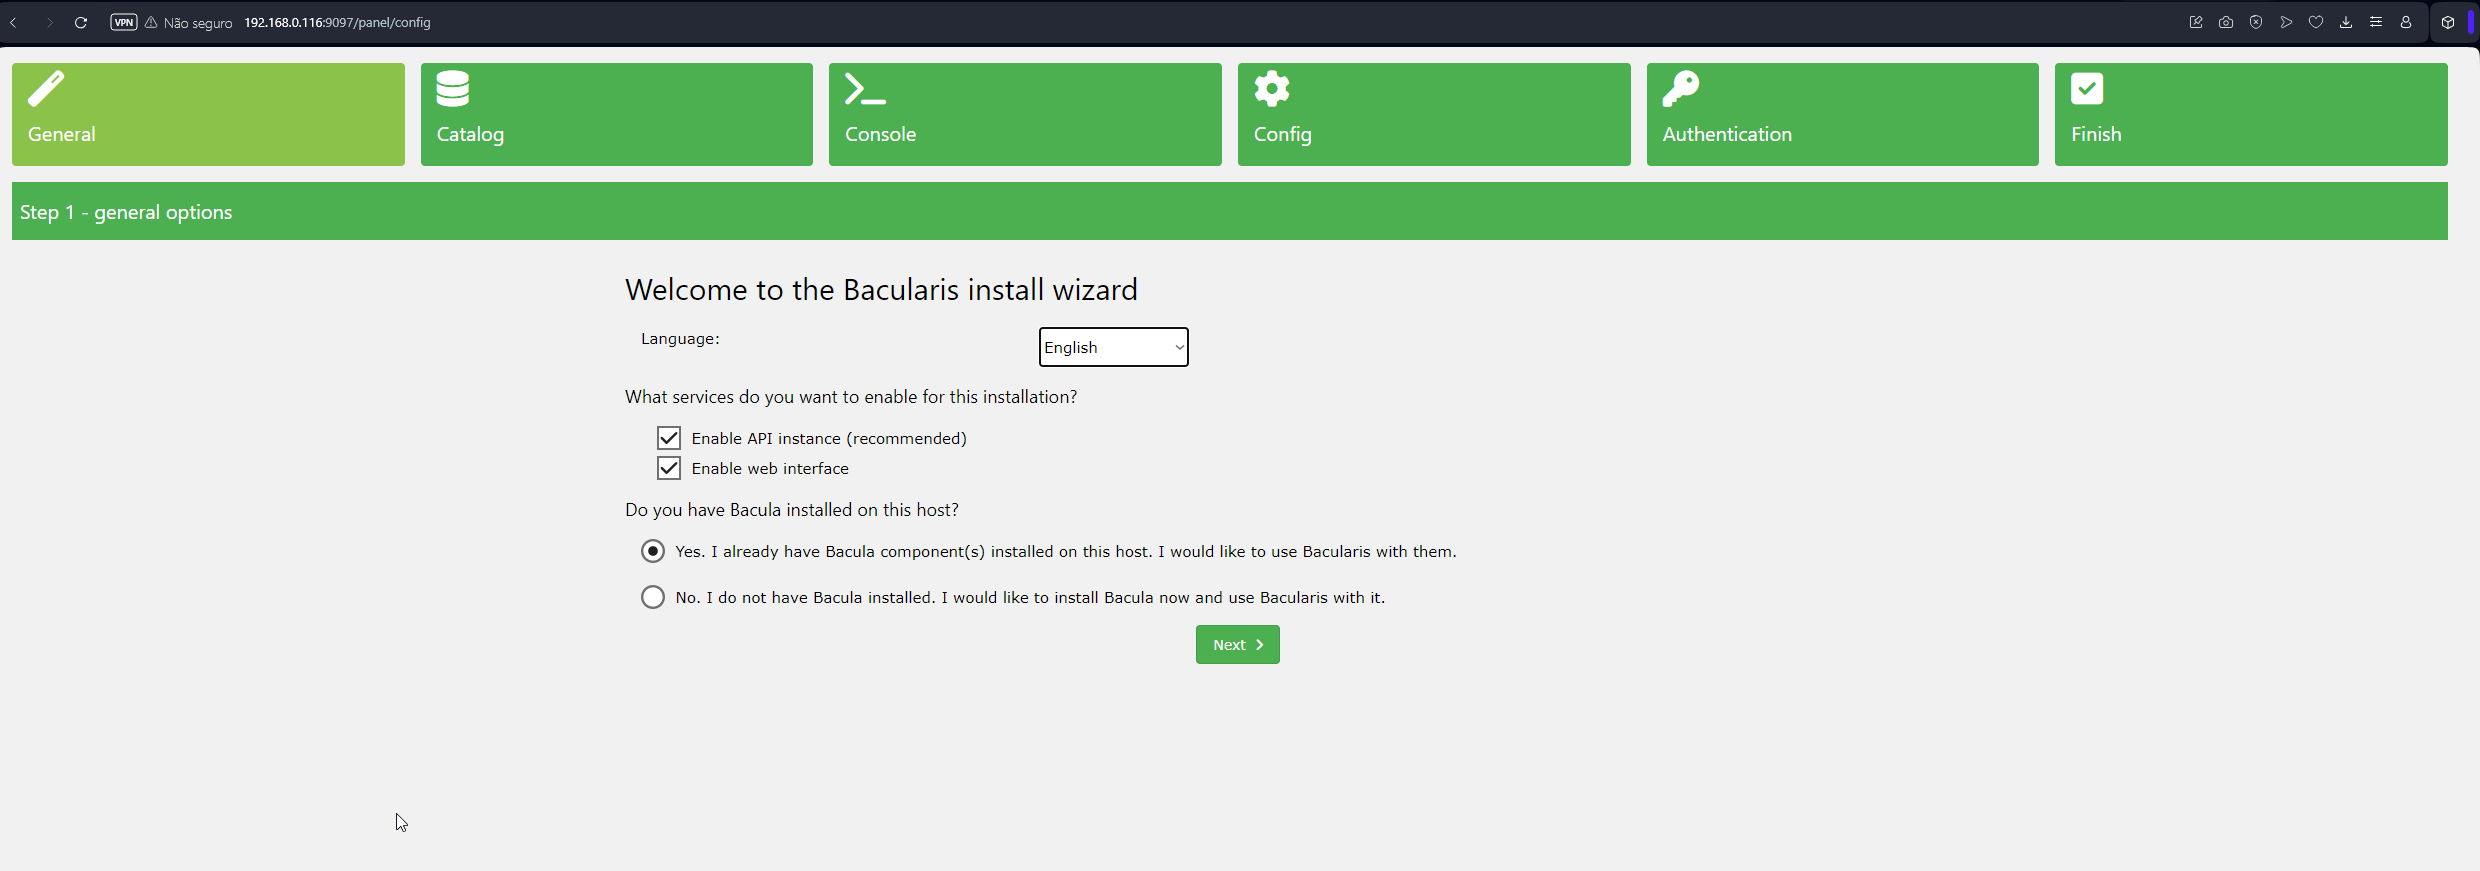 VPN Não seguro 192.168.0.116:9097/panel/config
General Catalog Console Config Authentication Finish
Step 1 - general options
Welcome to the Bacularis install wizard
Language: English
What services do you want to enable for this installation?
Enable API instance (recommended)
Enable web interface
Do you have Bacula installed on this host?
Yes. I already have Bacula component(s) installed on this host. I would like to use Bacularis with them.
No. I do not have Bacula installed. I would like to install Bacula now and use Bacularis with it.
Next